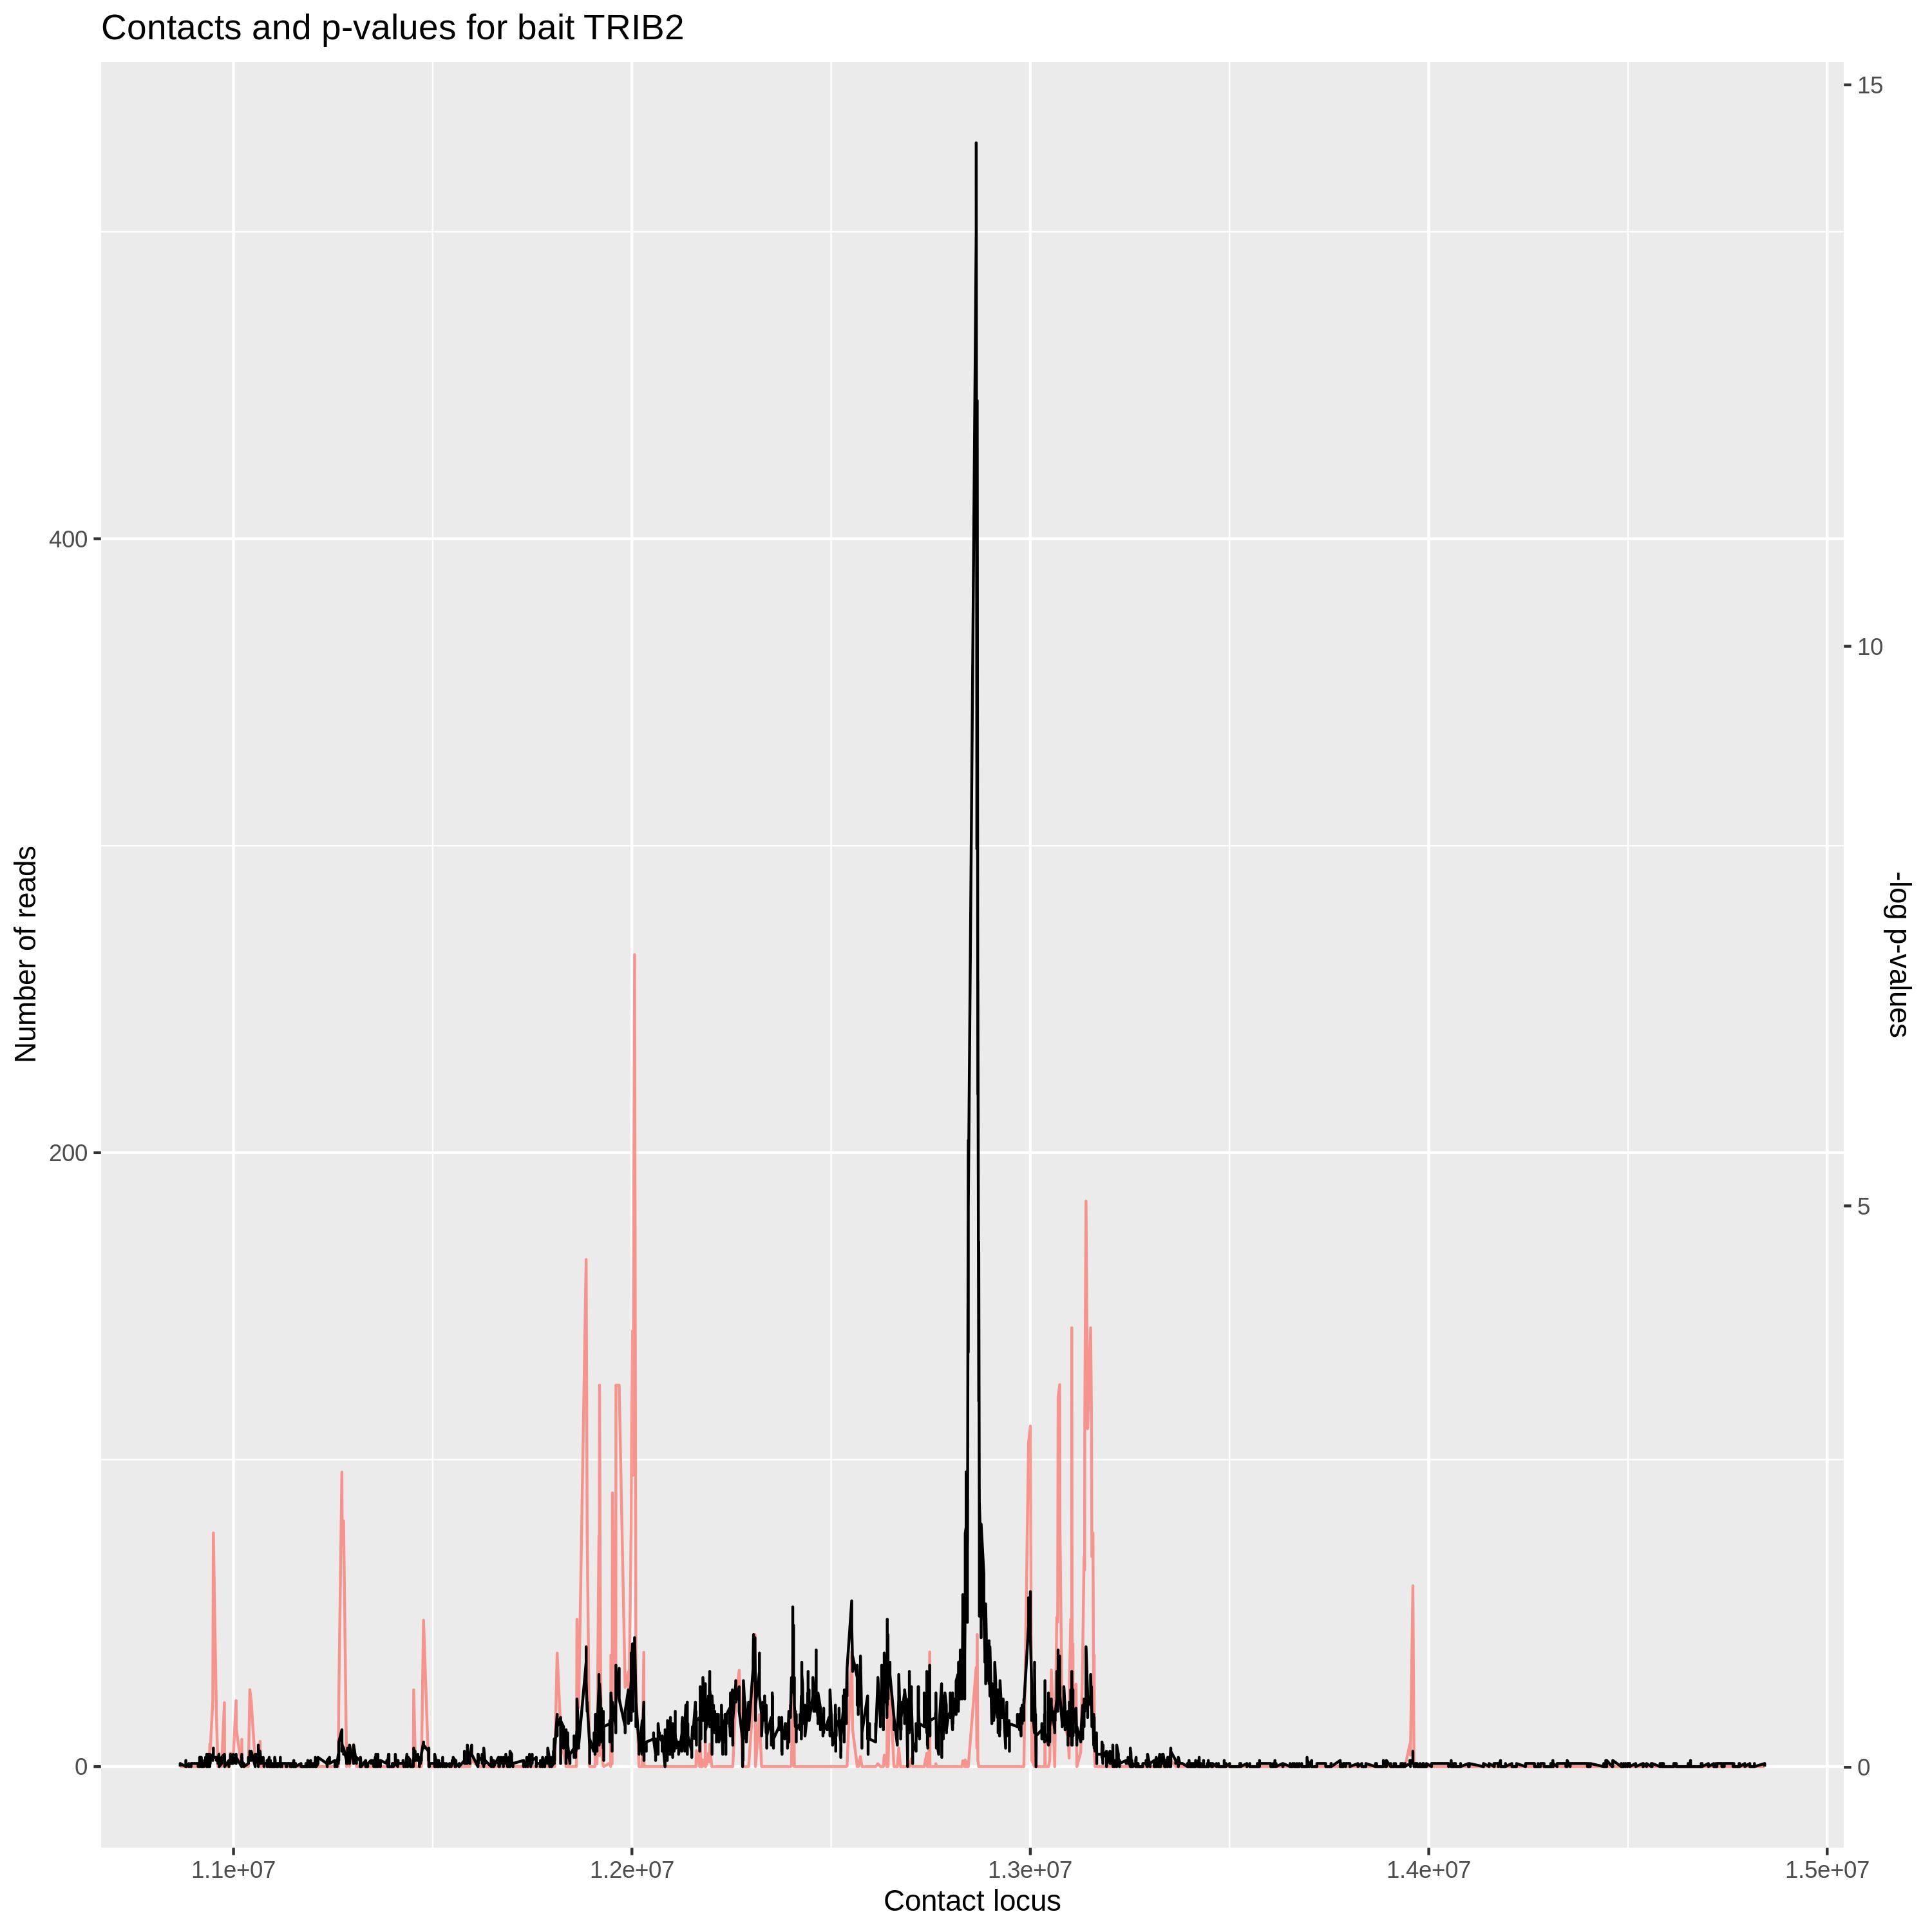 Contacts and p-values for bait TRIB2
15
400
10
Number of reads
-log p-values
200
5
0
0
1.1e+07
1.2e+07
1.3e+07
1.4e+07
1.5e+07
Contact locus